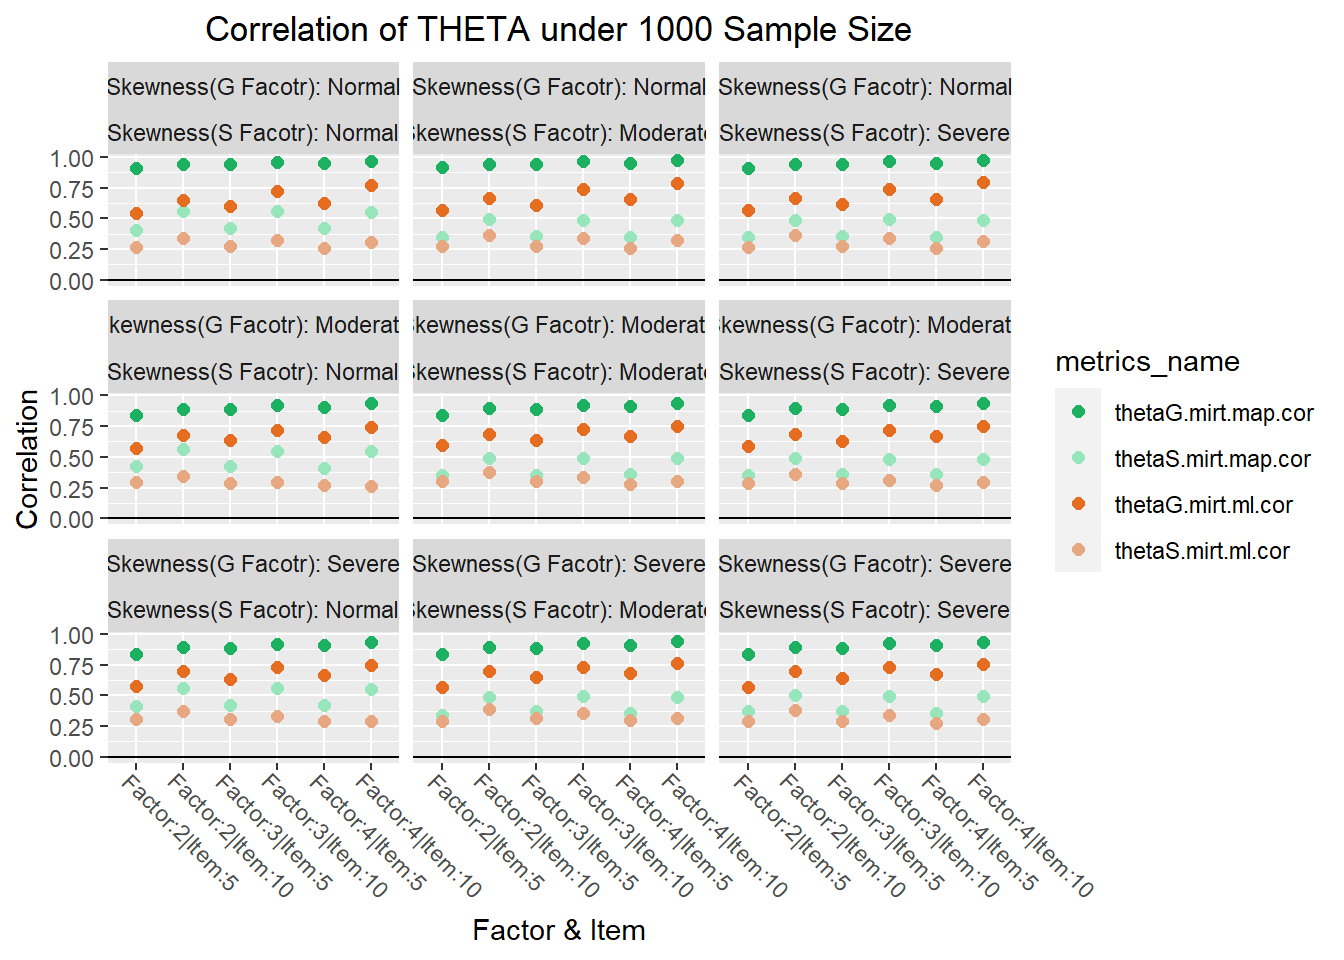 Correlation of THETA under 1000 Sample Size
Skewness(G Facotr): Normal
Skewness(S Facotr): Normal
Skewness(G Facotr): Normal
Skewness(S Facotr): Moderate
Skewness(G Facotr): Normal
Skewness(S Facotr): Severe
1.00
0.75
0.50
0.25
0.00
kewness(G Facotr): Moderat
Skewness(S Facotr): Normal
Skewness(G Facotr): Moderat
Skewness(S Facotr): Moderate
Skewness(G Facotr): Moderat
Skewness(S Facotr): Severe
1.00
0.75
0.50
0.25
0.00
Skewness(G Facotr): Severe
Skewness(S Facotr): Normal
Skewness(G Facotr): Severe
Skewness(S Facotr): Moderate
Skewness(G Facotr): Severe
Skewness(S Facotr): Severe
1.00
0.75
0.50
0.25
0.00
Correlation
Factor:2|Item:5
Factor:2|Item:10
Factor:3|Item:5
Factor:3|Item:10
Factor:4|Item:5
Factor:4|Item:10
Factor:2|Item:5
Factor:2|Item:10
Factor:3|Item:5
Factor:3|Item:10
Factor:4|Item:5
Factor:4|Item:10
Factor:2|Item:5
Factor:2|Item:10
Factor:3|Item:5
Factor:3|Item:10
Factor:4|Item:5
Factor:4|Item:10
Factor & Item
metrics_name
thetaG.mirt.map.cor
thetaS.mirt.map.cor
thetaG.mirt.ml.cor
thetaS.mirt.ml.cor